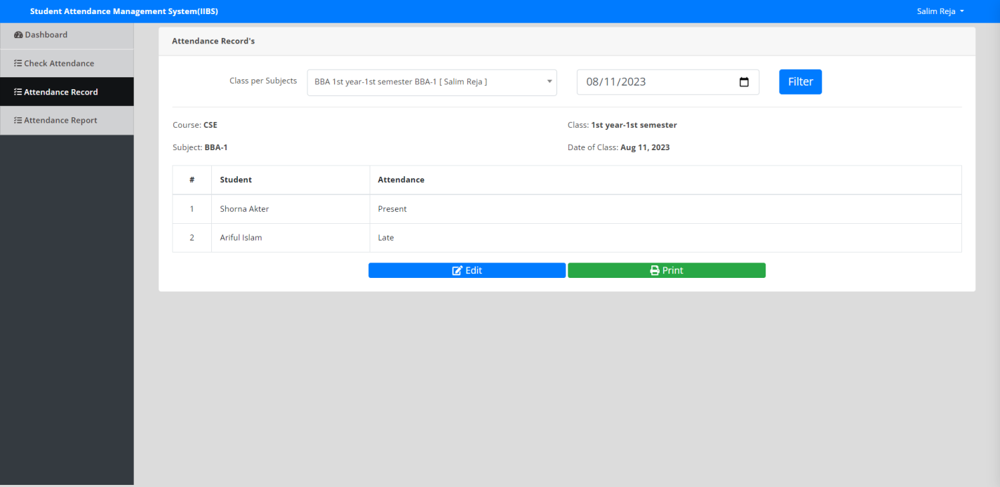 Student Attendance Management System(IIBS)
Salim Reja
Dashboard
Check Attendance
Attendance Record
Attendance Report
Attendance Record's
Class per Subjects
BBA 1st year-1st semester BBA-1 [ Salim Reja ]
08/11/2023
Filter
Course: CSE
Class: 1st year-1st semester
Subject: BBA-1
Date of Class: Aug 11, 2023
# Student Attendance
1 Shorna Akter Present
2 Ariful Islam Late
Edit
Print